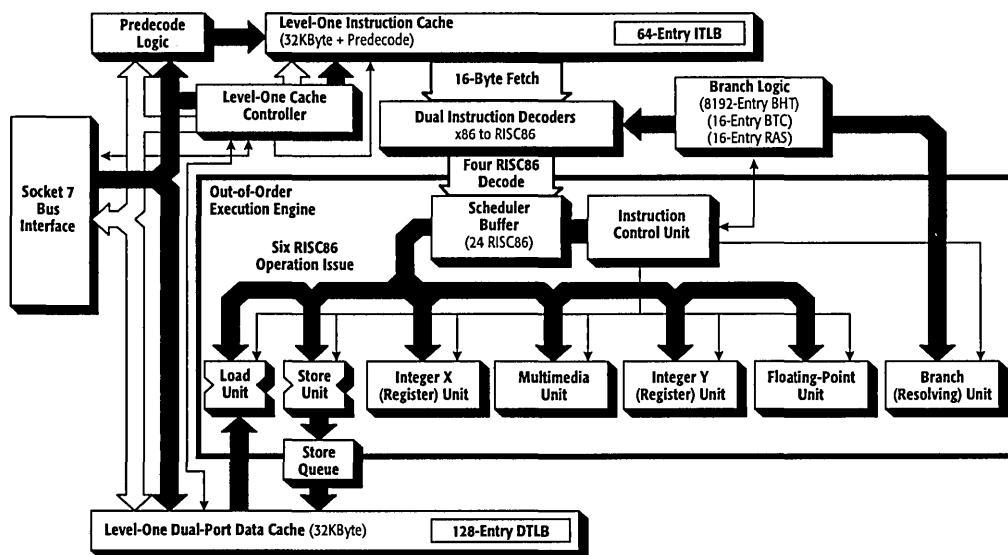 Predecode
Logic
Level-One Instruction Cache
(32KByte + Predecode)
64-Entry ITLB
16-Byte Fetch
Level-One Cache
Controller
Dual Instruction Decoders
x86 to RISC86
Branch Logic
(8192-Entry BHT)
(16-Entry BTC)
(16-Entry RAS)
Four RISC86
Decode
Socket 7
Bus
Interface
Out-of-Order
Execution Engine
Scheduler
Buffer
(24 RISC86)
Instruction
Control Unit
Six RISC86
Operation Issue
Load
Unit
Store
Unit
Integer X
(Register) Unit
Multimedia
Unit
Integer Y
(Register) Unit
Floating-Point
Unit
Branch
(Resolving) Unit
Store
Queue
Level-One Dual-Port Data Cache (32KByte)
128-Entry DTLB